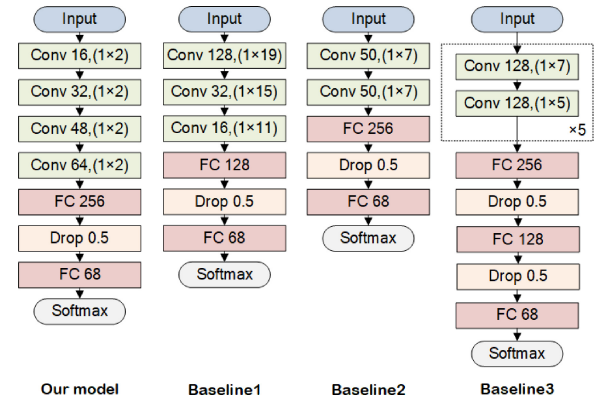 Input
Conv 16,(1×2)
Conv 32,(1×2)
Conv 48,(1×2)
Conv 64,(1×2)
FC 256
Drop 0.5
FC 68
Softmax
Our model
Input
Conv 128,(1×19)
Conv 32,(1×15)
Conv 16,(1×11)
FC 128
Drop 0.5
FC 68
Softmax
Baseline1
Input
Conv 50,(1×7)
Conv 50,(1×7)
FC 256
Drop 0.5
FC 68
Softmax
Baseline2
Input
Conv 128,(1×7)
Conv 128,(1×5)
×5
FC 256
Drop 0.5
FC 128
Drop 0.5
FC 68
Softmax
Baseline3